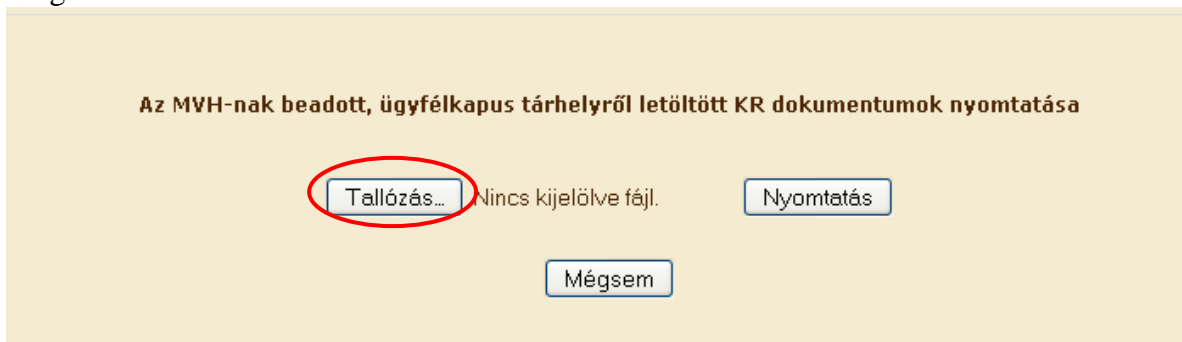 Az MVH-nak beadott, ügyfélkapus tárhelyről letöltött KR dokumentumok nyomtatása
Tallózás... Nincs kijelölve fájl. Nyomtatás
Mégsem